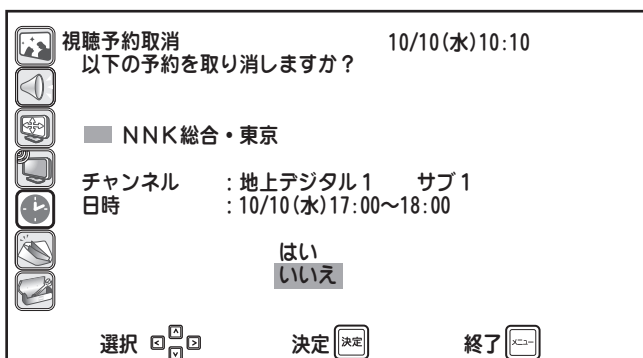 視聴予約取消 10/10(水)10:10
以下の予約を取り消しますか？
NNK総合・東京
チャンネル ：地上デジタル1 サブ1
日時 ：10/10(水)17:00～18:00
はい
いいえ
選択 決定 決定 終了 メニュー